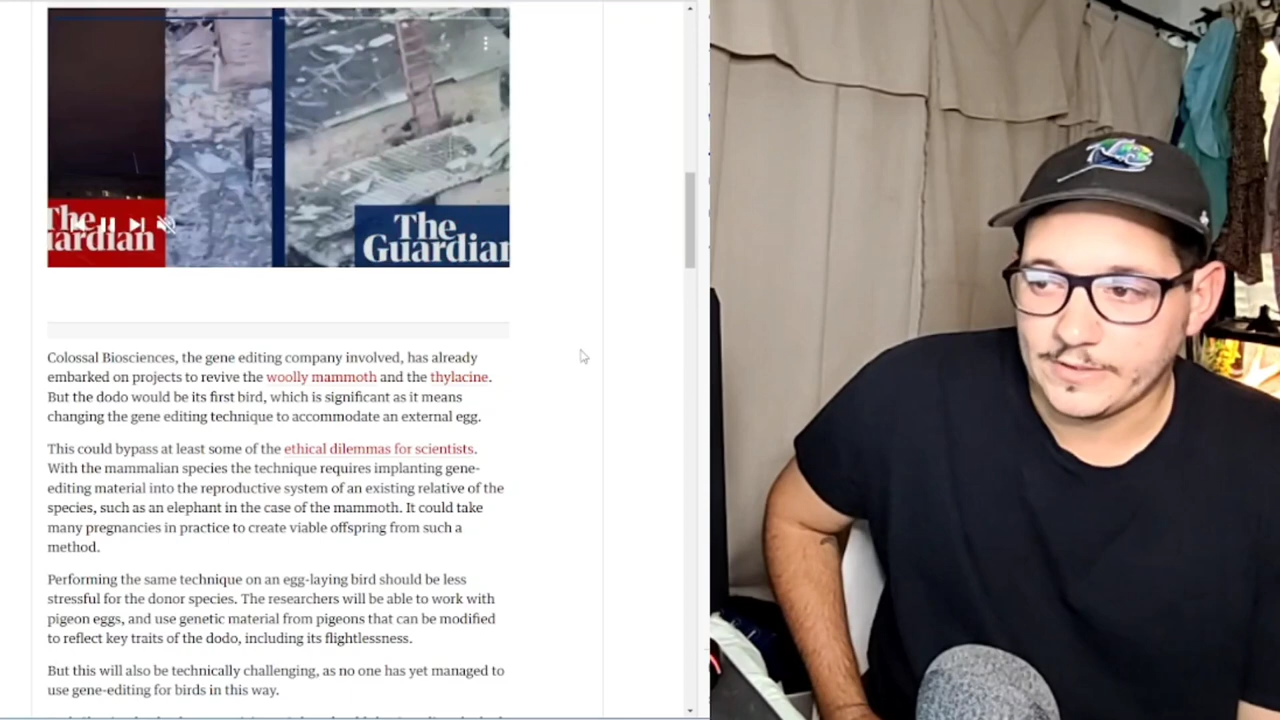 The
iardian
The
Guardian
Colossal Biosciences, the gene editing company involved, has already
embarked on projects to revive the woolly mammoth and the thylacine.
But the dodo would be its first bird, which is significant as it means
changing the gene editing technique to accommodate an external egg.
This could bypass at least some of the ethical dilemmas for scientists.
With the mammalian species the technique requires implanting gene-
editing material into the reproductive system of an existing relative of the
species, such as an elephant in the case of the mammoth. It could take
many pregnancies in practice to create viable offspring from such a
method.
Performing the same technique on an egg-laying bird should be less
stressful for the donor species. The researchers will be able to work with
pigeon eggs, and use genetic material from pigeons that can be modified
to reflect key traits of the dodo, including its flightlessness.
But this will also be technically challenging, as no one has yet managed to
use gene-editing for birds in this way.